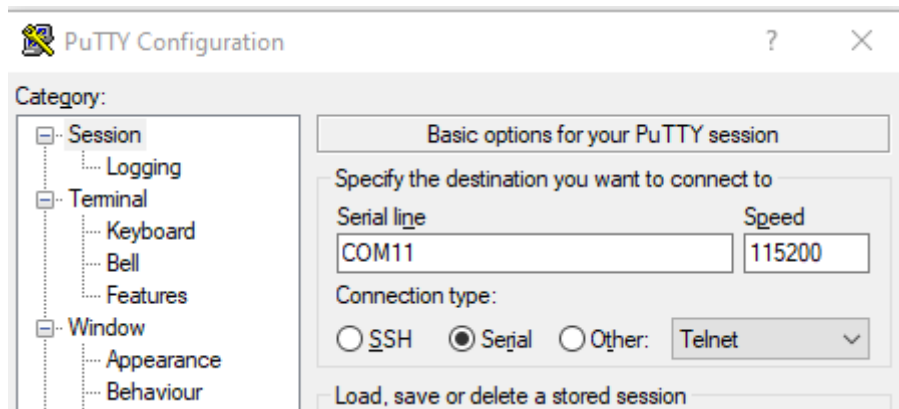 PuTTY Configuration
?
Category:
Session
Logging
Terminal
Keyboard
Bell
Features
Window
Appearance
Behaviour
Basic options for your PuTTY session
Specify the destination you want to connect to
Serial line Speed
COM11 115200
Connection type:
SSH Serial Other: Telnet
Load, save or delete a stored session